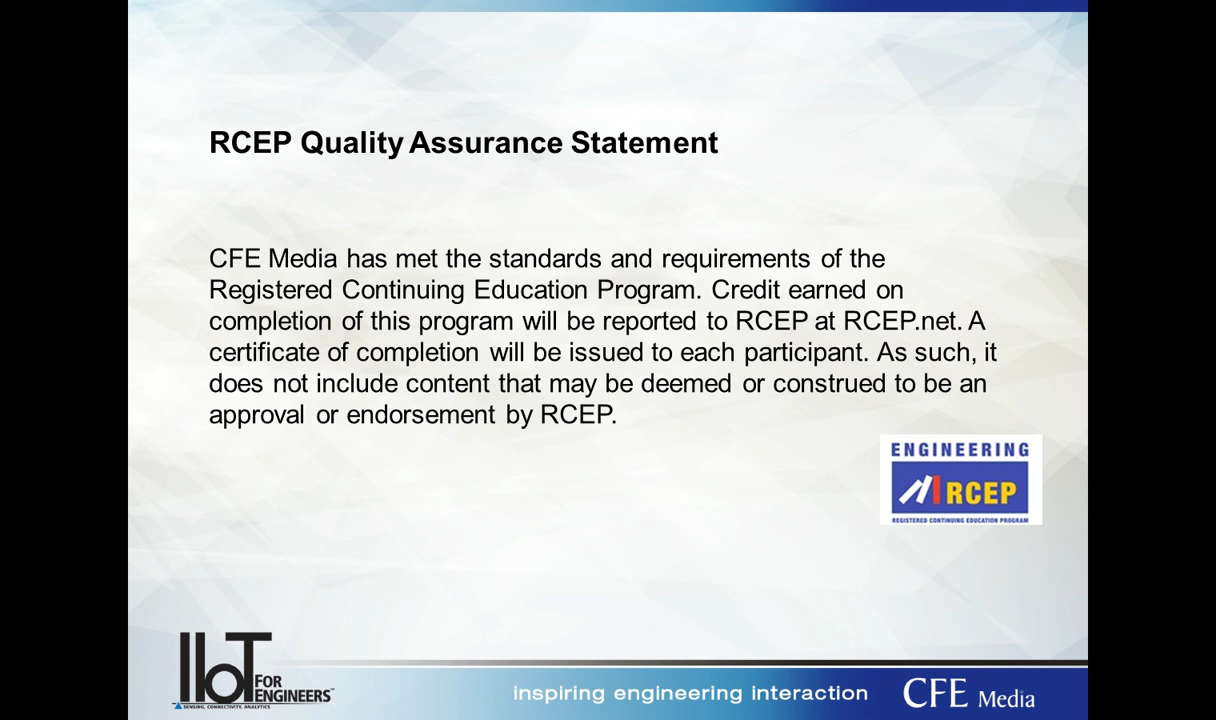 RCEP Quality Assurance Statement
CFE Media has met the standards and requirements of the
Registered Continuing Education Program. Credit earned on
completion of this program will be reported to RCEP at RCEP.net. A
certificate of completion will be issued to each participant. As such, it
does not include content that may be deemed or construed to be an
approval or endorsement by RCEP.
ENGINEERING
RCEP
REGISTERED CONTINUING EDUCATION PROGRAM
IIoT FOR
ENGINEERS™
SENSING, CONNECTIVITY, ANALYTICS
inspiring engineering interaction
CFE Media